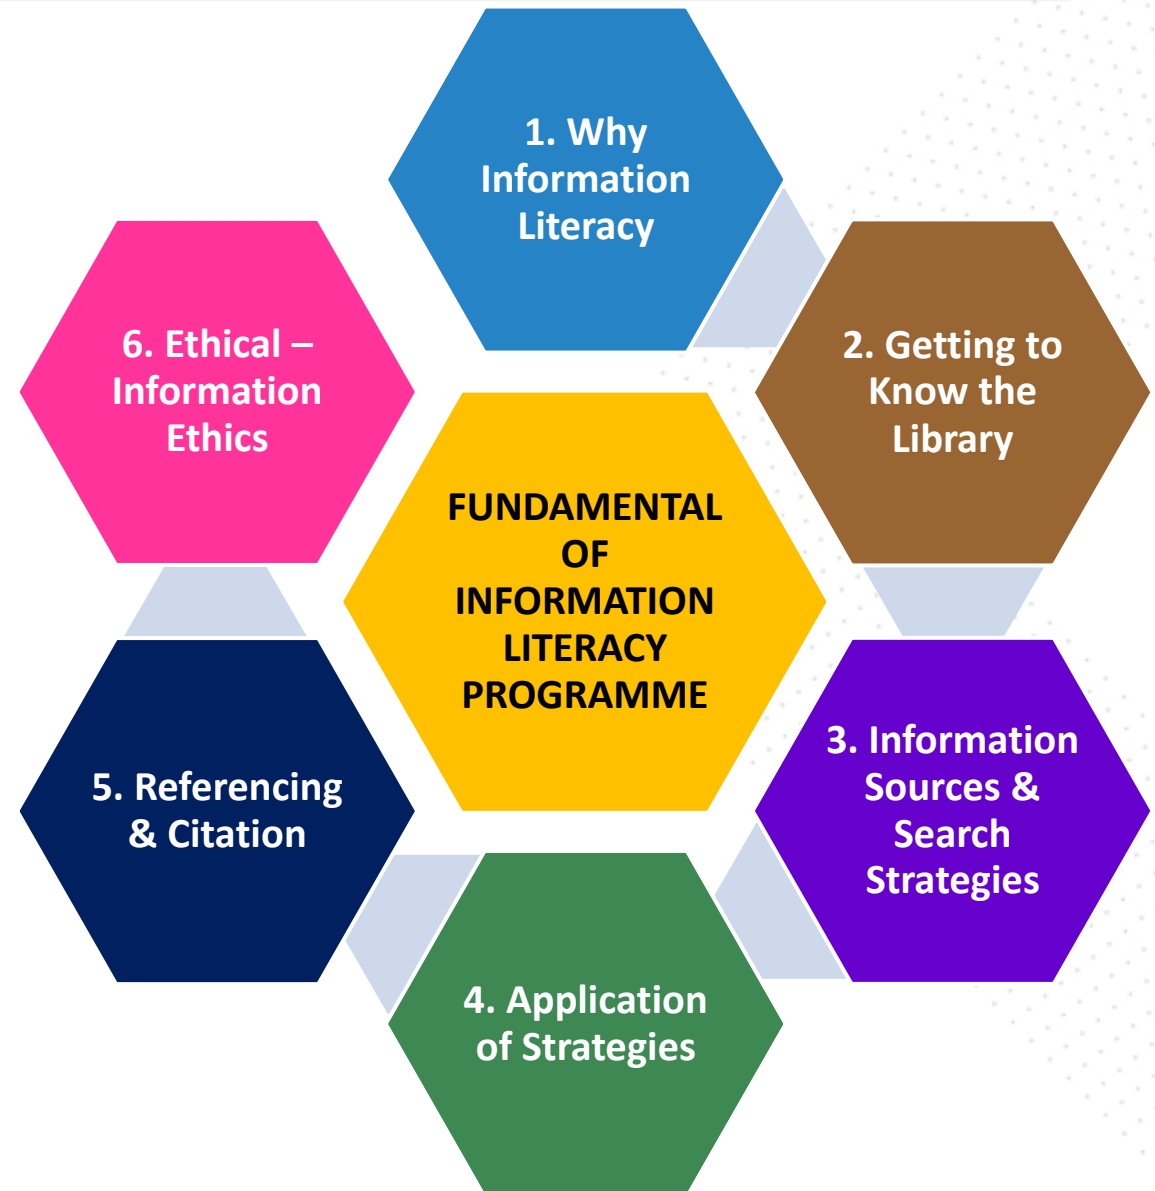 1. Why
Information
Literacy
2. Getting to
Know the
Library
3. Information
Sources &
Search
Strategies
4. Application
of Strategies
5. Referencing
& Citation
6. Ethical –
Information
Ethics
FUNDAMENTAL
OF
INFORMATION
LITERACY
PROGRAMME